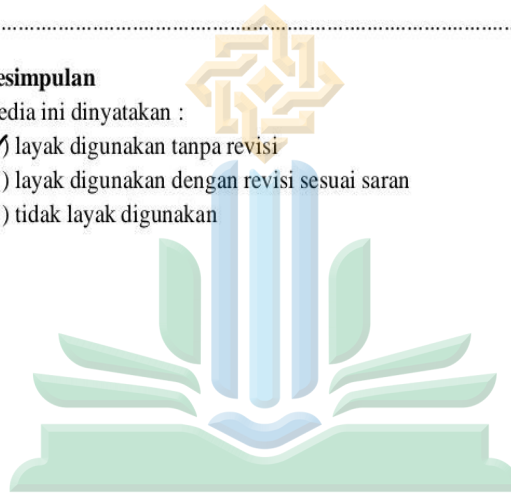 esimpulan
edia ini dinyatakan :
✓) layak digunakan tanpa revisi
) layak digunakan dengan revisi sesuai saran
) tidak layak digunakan